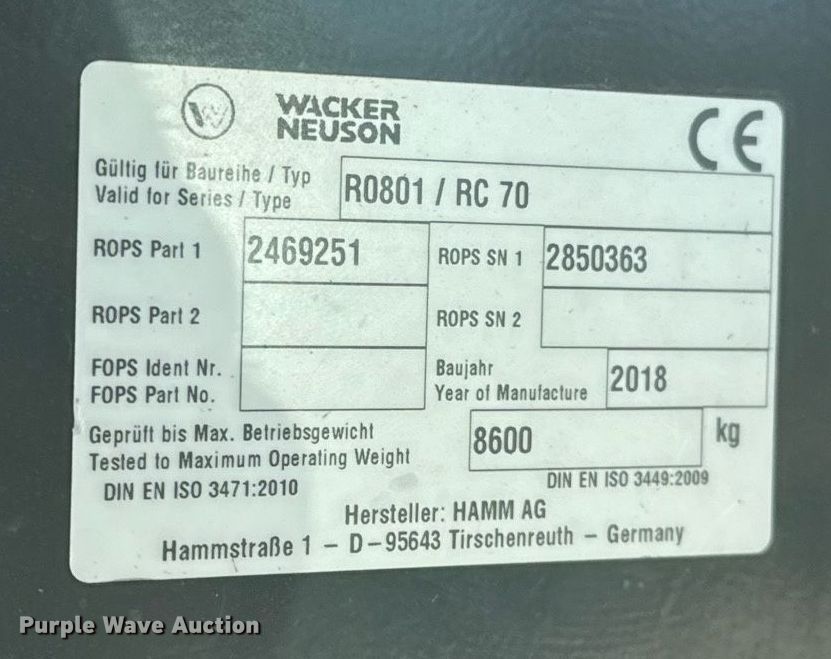 W
WACKER
NEUSON
CE
Gültig für Baureihe / Typ
Valid for Series / Type
R0801 / RC 70
ROPS Part 1
2469251
ROPS SN 1
2850363
ROPS Part 2
ROPS SN 2
FOPS Ident Nr.
FOPS Part No.
Baujahr
Year of Manufacture
2018
Geprüft bis Max. Betriebsgewicht
Tested to Maximum Operating Weight
8600
kg
DIN EN ISO 3471:2010
DIN EN ISO 3449:2009
Hersteller: HAMM AG
Hammstraße 1 – D–95643 Tirschenreuth – Germany
Purple Wave Auction